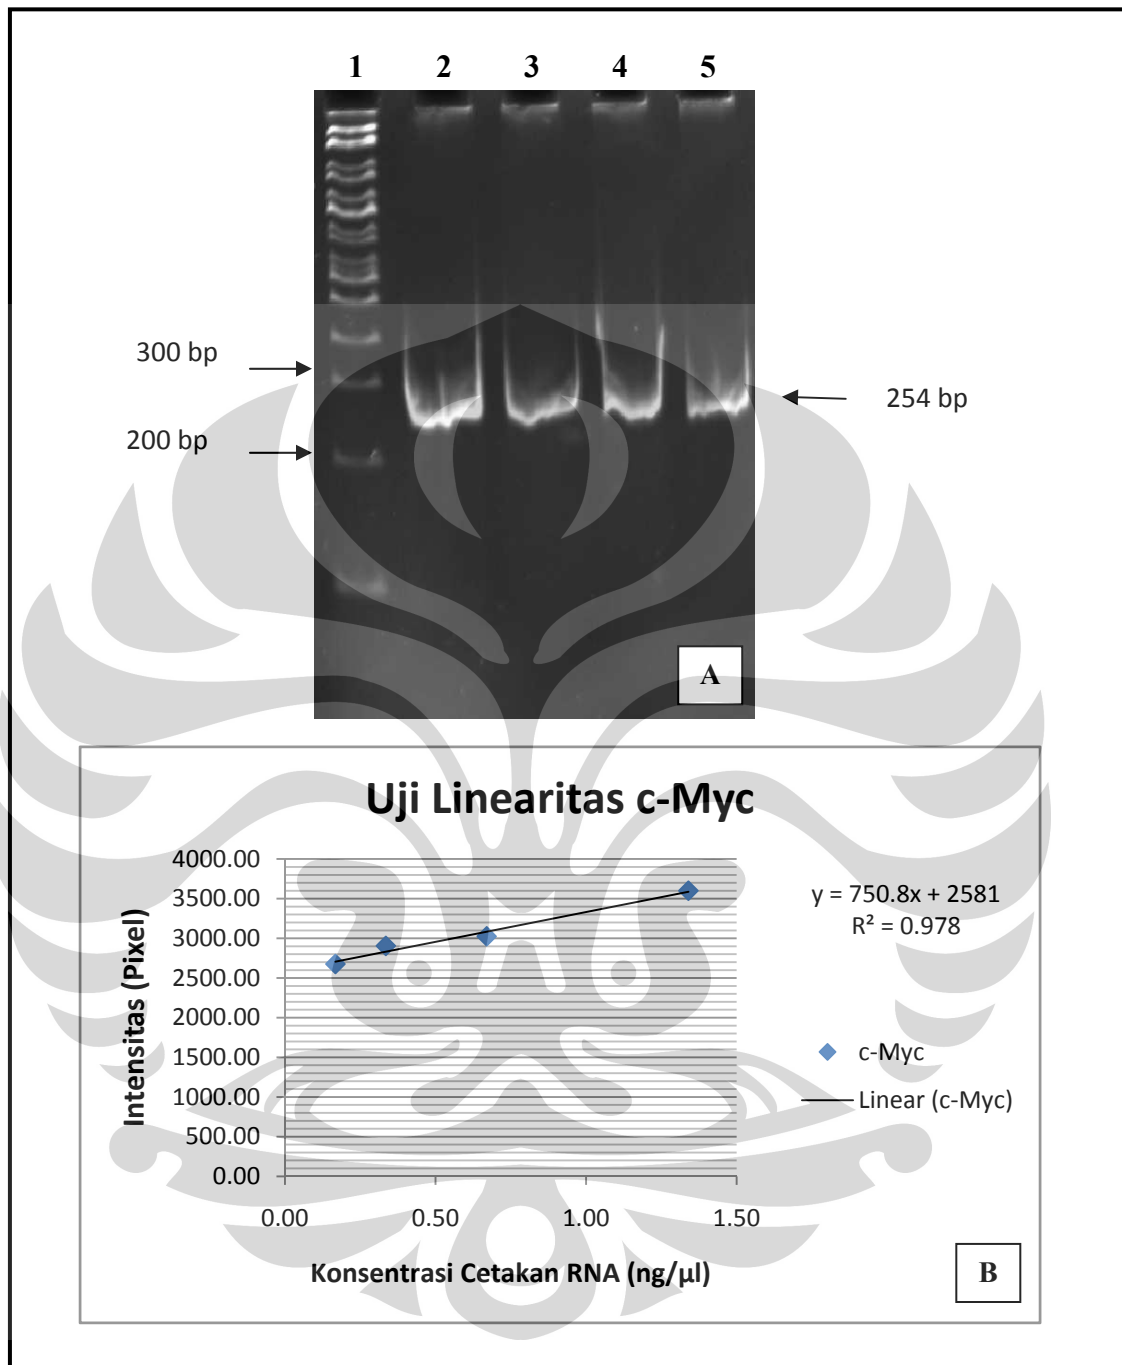 1 2 3 4 5
300 bp
254 bp
200 bp
A
Uji Linearitas c-Myc
4000.00
3500.00
3000.00
2500.00
2000.00
1500.00
1000.00
500.00
0.00
Intensitas (Pixel)
y = 750.8x + 2581
R² = 0.978
c-Myc
Linear (c-Myc)
0.00 0.50 1.00 1.50
Konsentrasi Cetakan RNA (ng/µl)
B